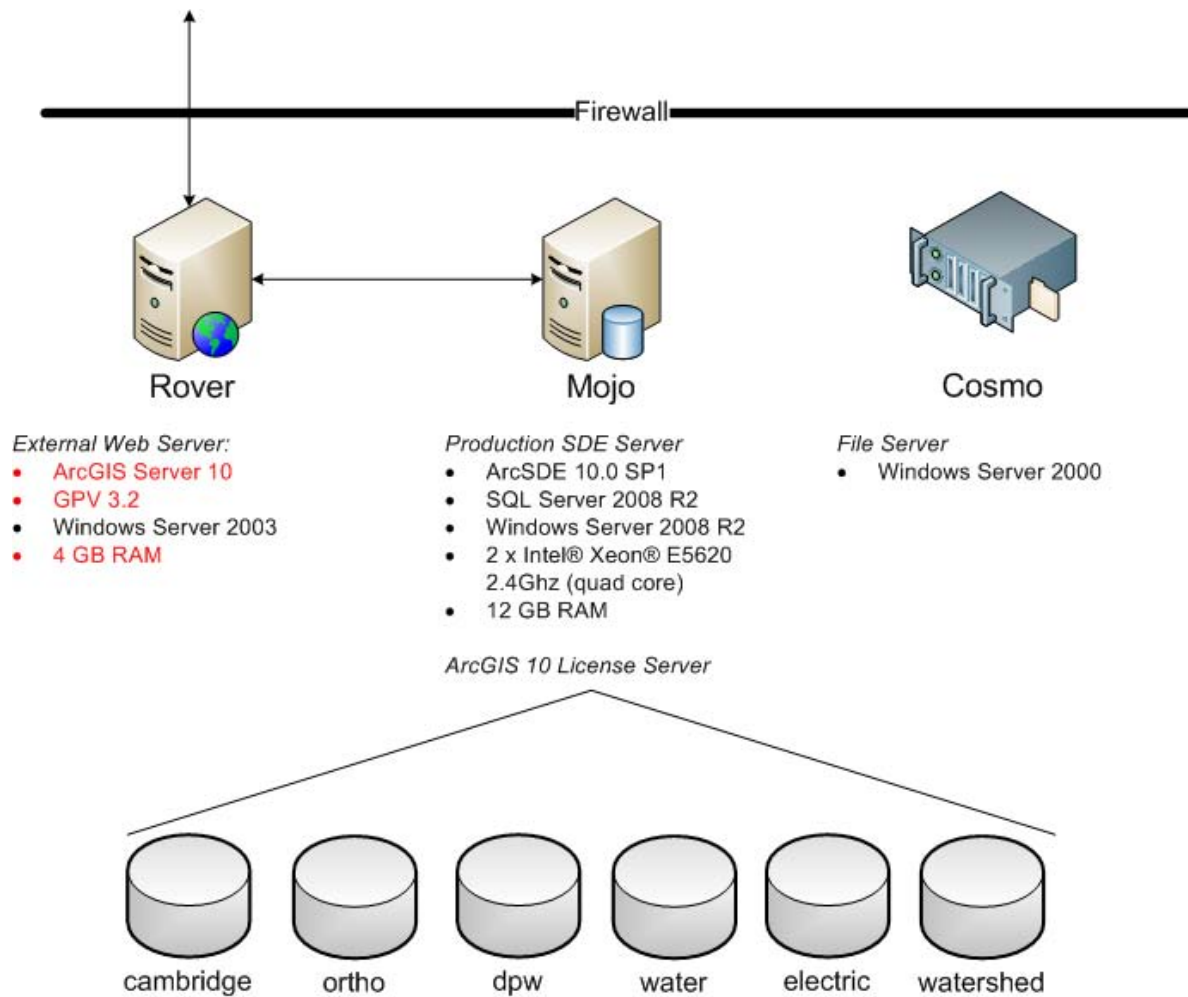 Firewall
Rover
Mojo
Cosmo
External Web Server:
• ArcGIS Server 10
• GPV 3.2
• Windows Server 2003
• 4 GB RAM
Production SDE Server
• ArcSDE 10.0 SP1
• SQL Server 2008 R2
• Windows Server 2008 R2
• 2 x Intel® Xeon® E5620
2.4Ghz (quad core)
• 12 GB RAM
ArcGIS 10 License Server
File Server
• Windows Server 2000
cambridge
ortho
dpw
water
electric
watershed